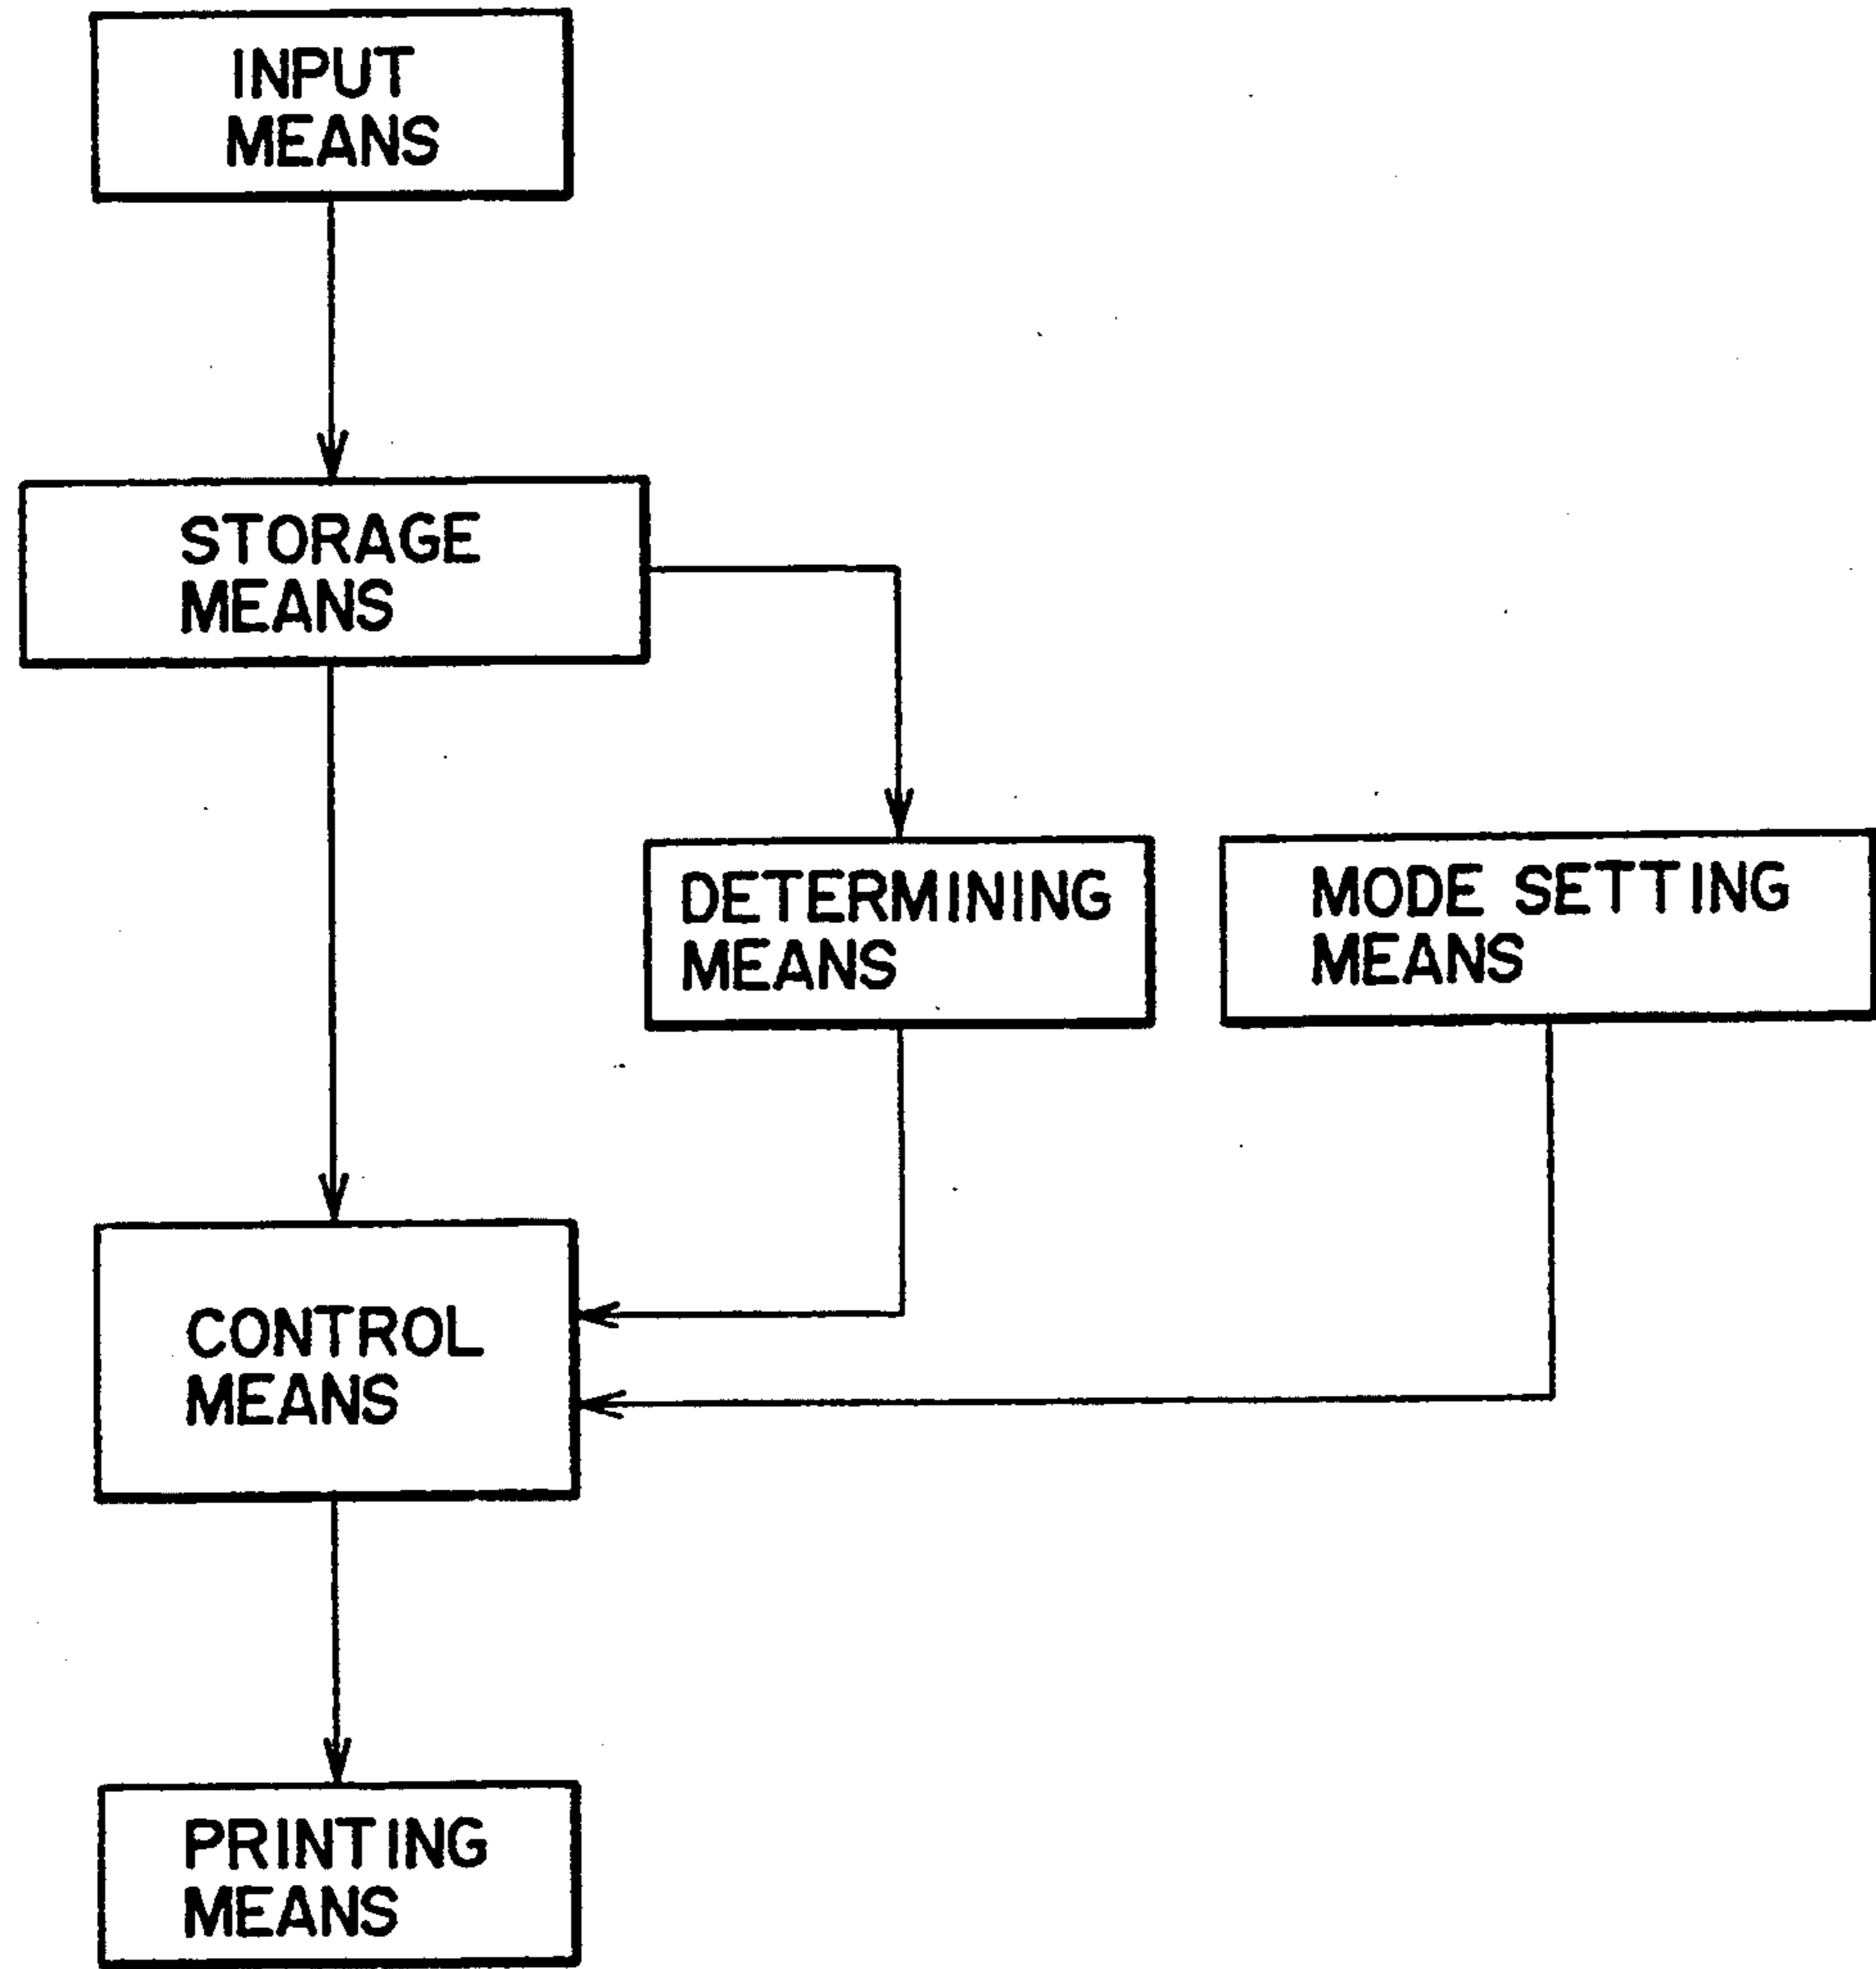 INPUT
MEANS
STORAGE
MEANS
DETERMINING
MEANS
MODE SETTING
MEANS
CONTROL
MEANS
PRINTING
MEANS